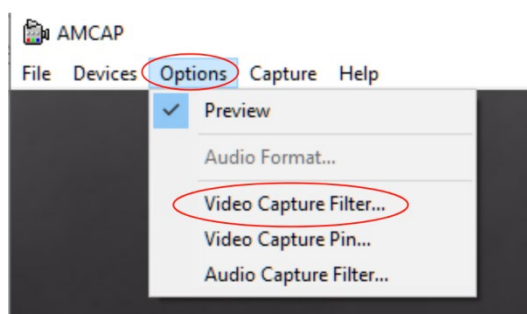 AMCAP
File Devices Options Capture Help
Preview
Audio Format...
Video Capture Filter...
Video Capture Pin...
Audio Capture Filter...